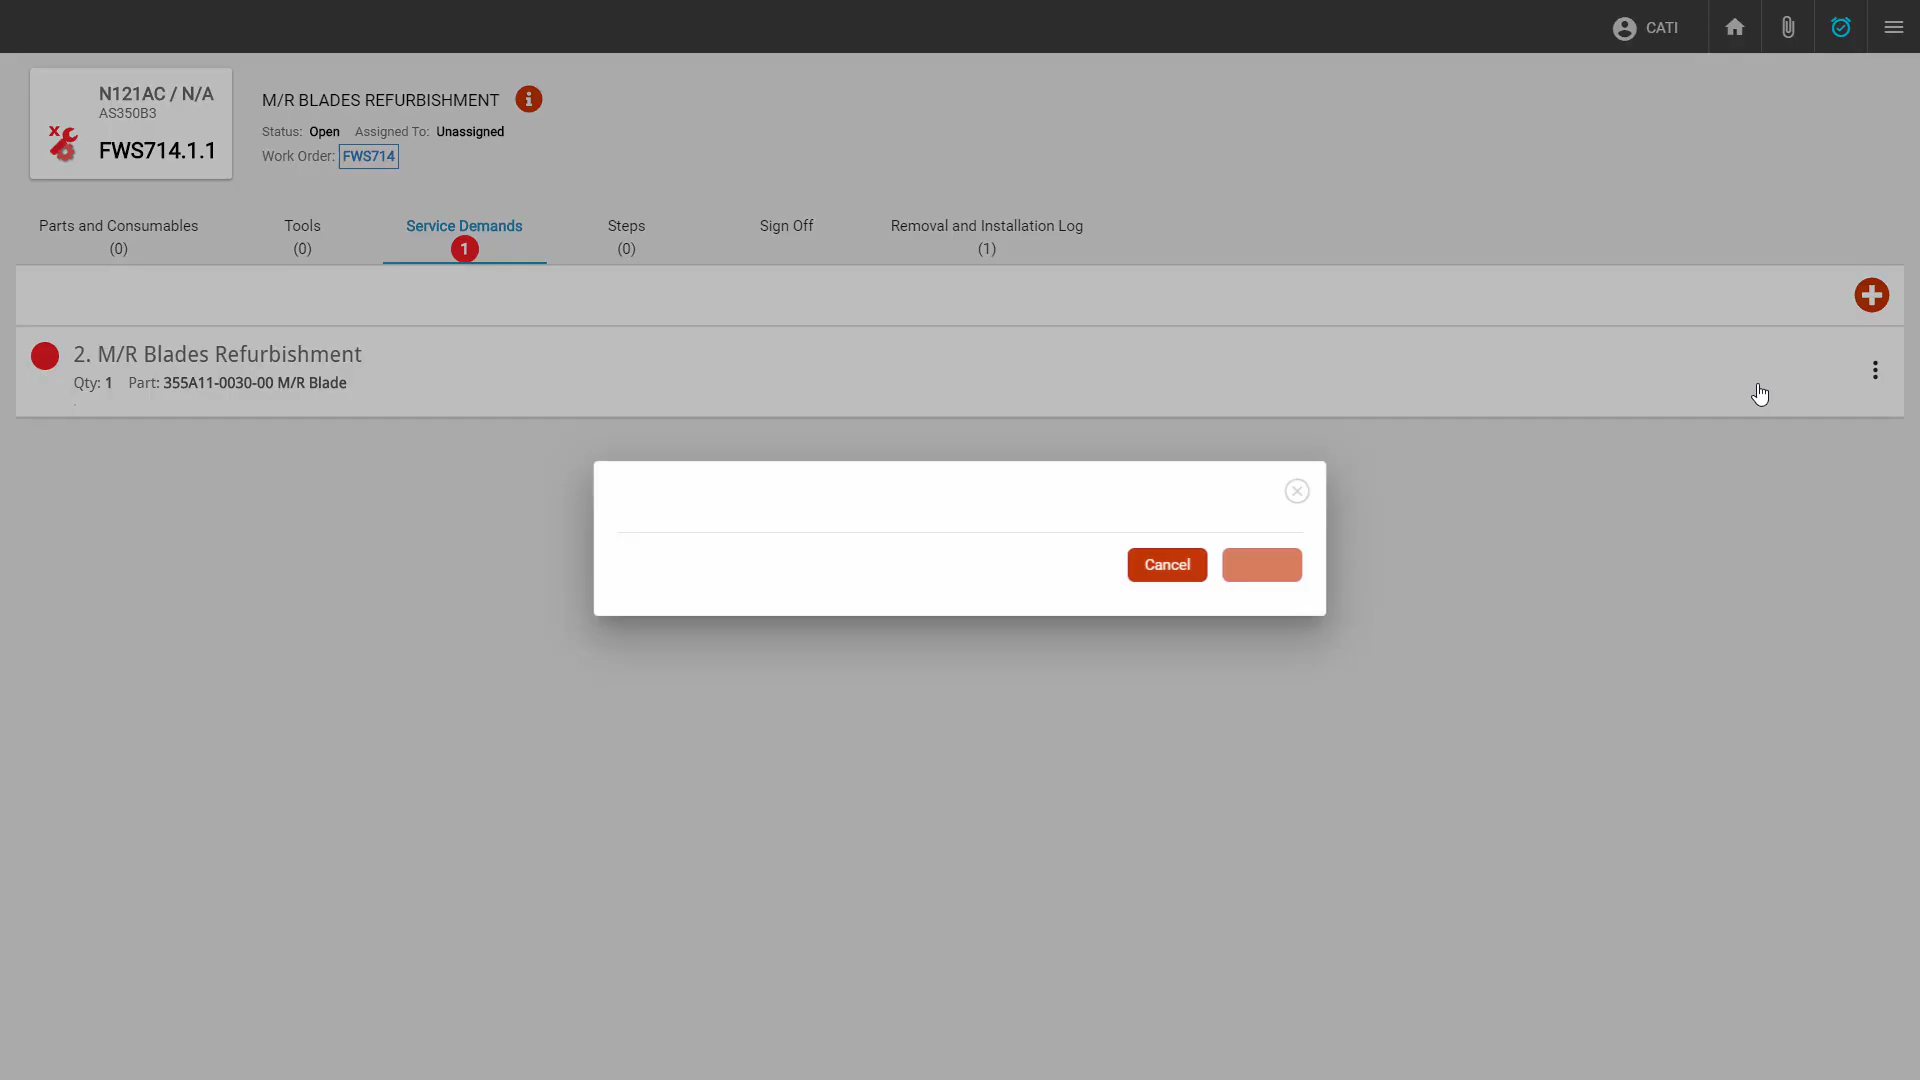 CATI
N121AC / N/A
AS350B3
FWS714.1.1
M/R BLADES REFURBISHMENT
Status: Open Assigned To: Unassigned
Work Order: FWS714
Parts and Consumables
(0)
Tools
(0)
Service Demands
1
Steps
(0)
Sign Off
Removal and Installation Log
(1)
2. M/R Blades Refurbishment
Qty: 1 Part: 355A11-0030-00 M/R Blade
Cancel